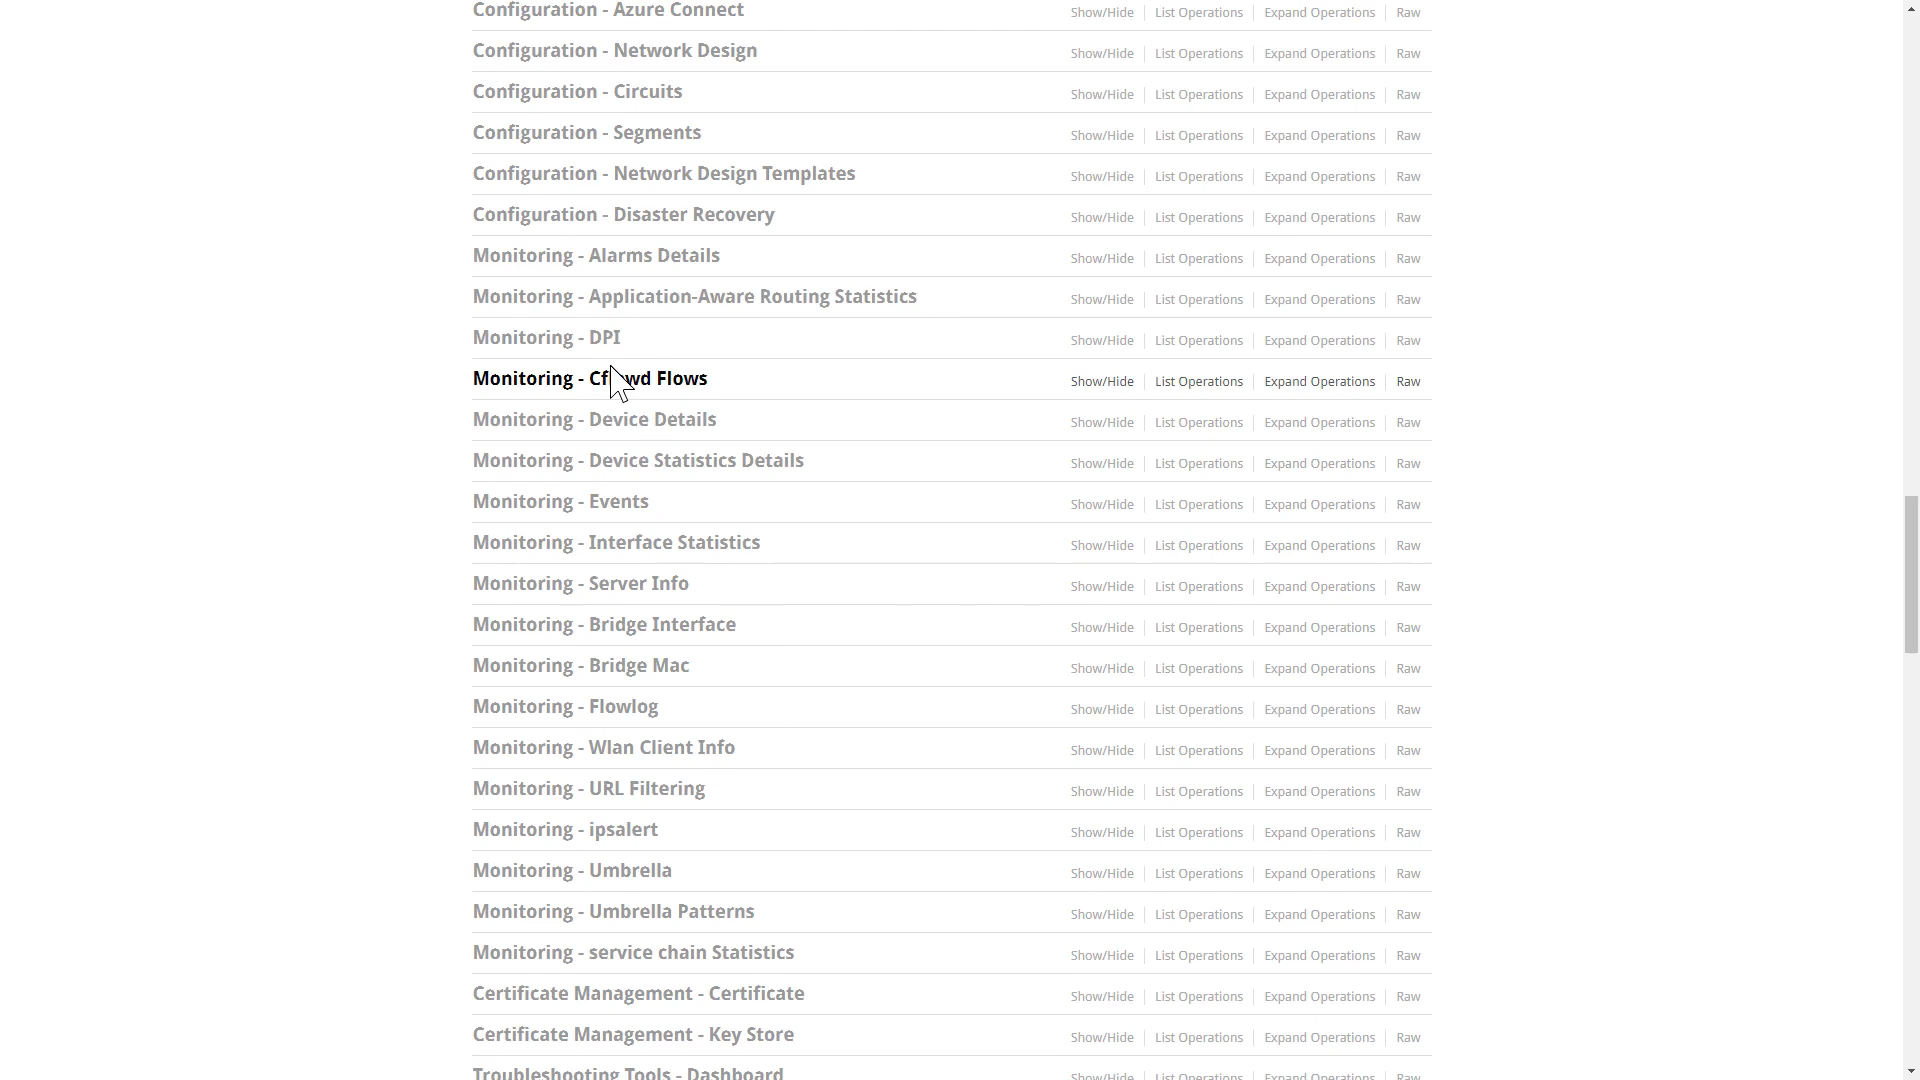 Configuration - Azure Connect Show/Hide List Operations Expand Operations Raw
Configuration - Network Design Show/Hide List Operations Expand Operations Raw
Configuration - Circuits Show/Hide List Operations Expand Operations Raw
Configuration - Segments Show/Hide List Operations Expand Operations Raw
Configuration - Network Design Templates Show/Hide List Operations Expand Operations Raw
Configuration - Disaster Recovery Show/Hide List Operations Expand Operations Raw
Monitoring - Alarms Details Show/Hide List Operations Expand Operations Raw
Monitoring - Application-Aware Routing Statistics Show/Hide List Operations Expand Operations Raw
Monitoring - DPI Show/Hide List Operations Expand Operations Raw
Monitoring - Flows Show/Hide List Operations Expand Operations Raw
Monitoring - Device Details Show/Hide List Operations Expand Operations Raw
Monitoring - Device Statistics Details Show/Hide List Operations Expand Operations Raw
Monitoring - Events Show/Hide List Operations Expand Operations Raw
Monitoring - Interface Statistics Show/Hide List Operations Expand Operations Raw
Monitoring - Server Info Show/Hide List Operations Expand Operations Raw
Monitoring - Bridge Interface Show/Hide List Operations Expand Operations Raw
Monitoring - Bridge Mac Show/Hide List Operations Expand Operations Raw
Monitoring - Flowlog Show/Hide List Operations Expand Operations Raw
Monitoring - Wlan Client Info Show/Hide List Operations Expand Operations Raw
Monitoring - URL Filtering Show/Hide List Operations Expand Operations Raw
Monitoring - ipsalert Show/Hide List Operations Expand Operations Raw
Monitoring - Umbrella Show/Hide List Operations Expand Operations Raw
Monitoring - Umbrella Patterns Show/Hide List Operations Expand Operations Raw
Monitoring - service chain Statistics Show/Hide List Operations Expand Operations Raw
Certificate Management - Certificate Show/Hide List Operations Expand Operations Raw
Certificate Management - Key Store Show/Hide List Operations Expand Operations Raw
Troubleshooting Tools - Dashboard Show/Hide List Operations Expand Operations Raw